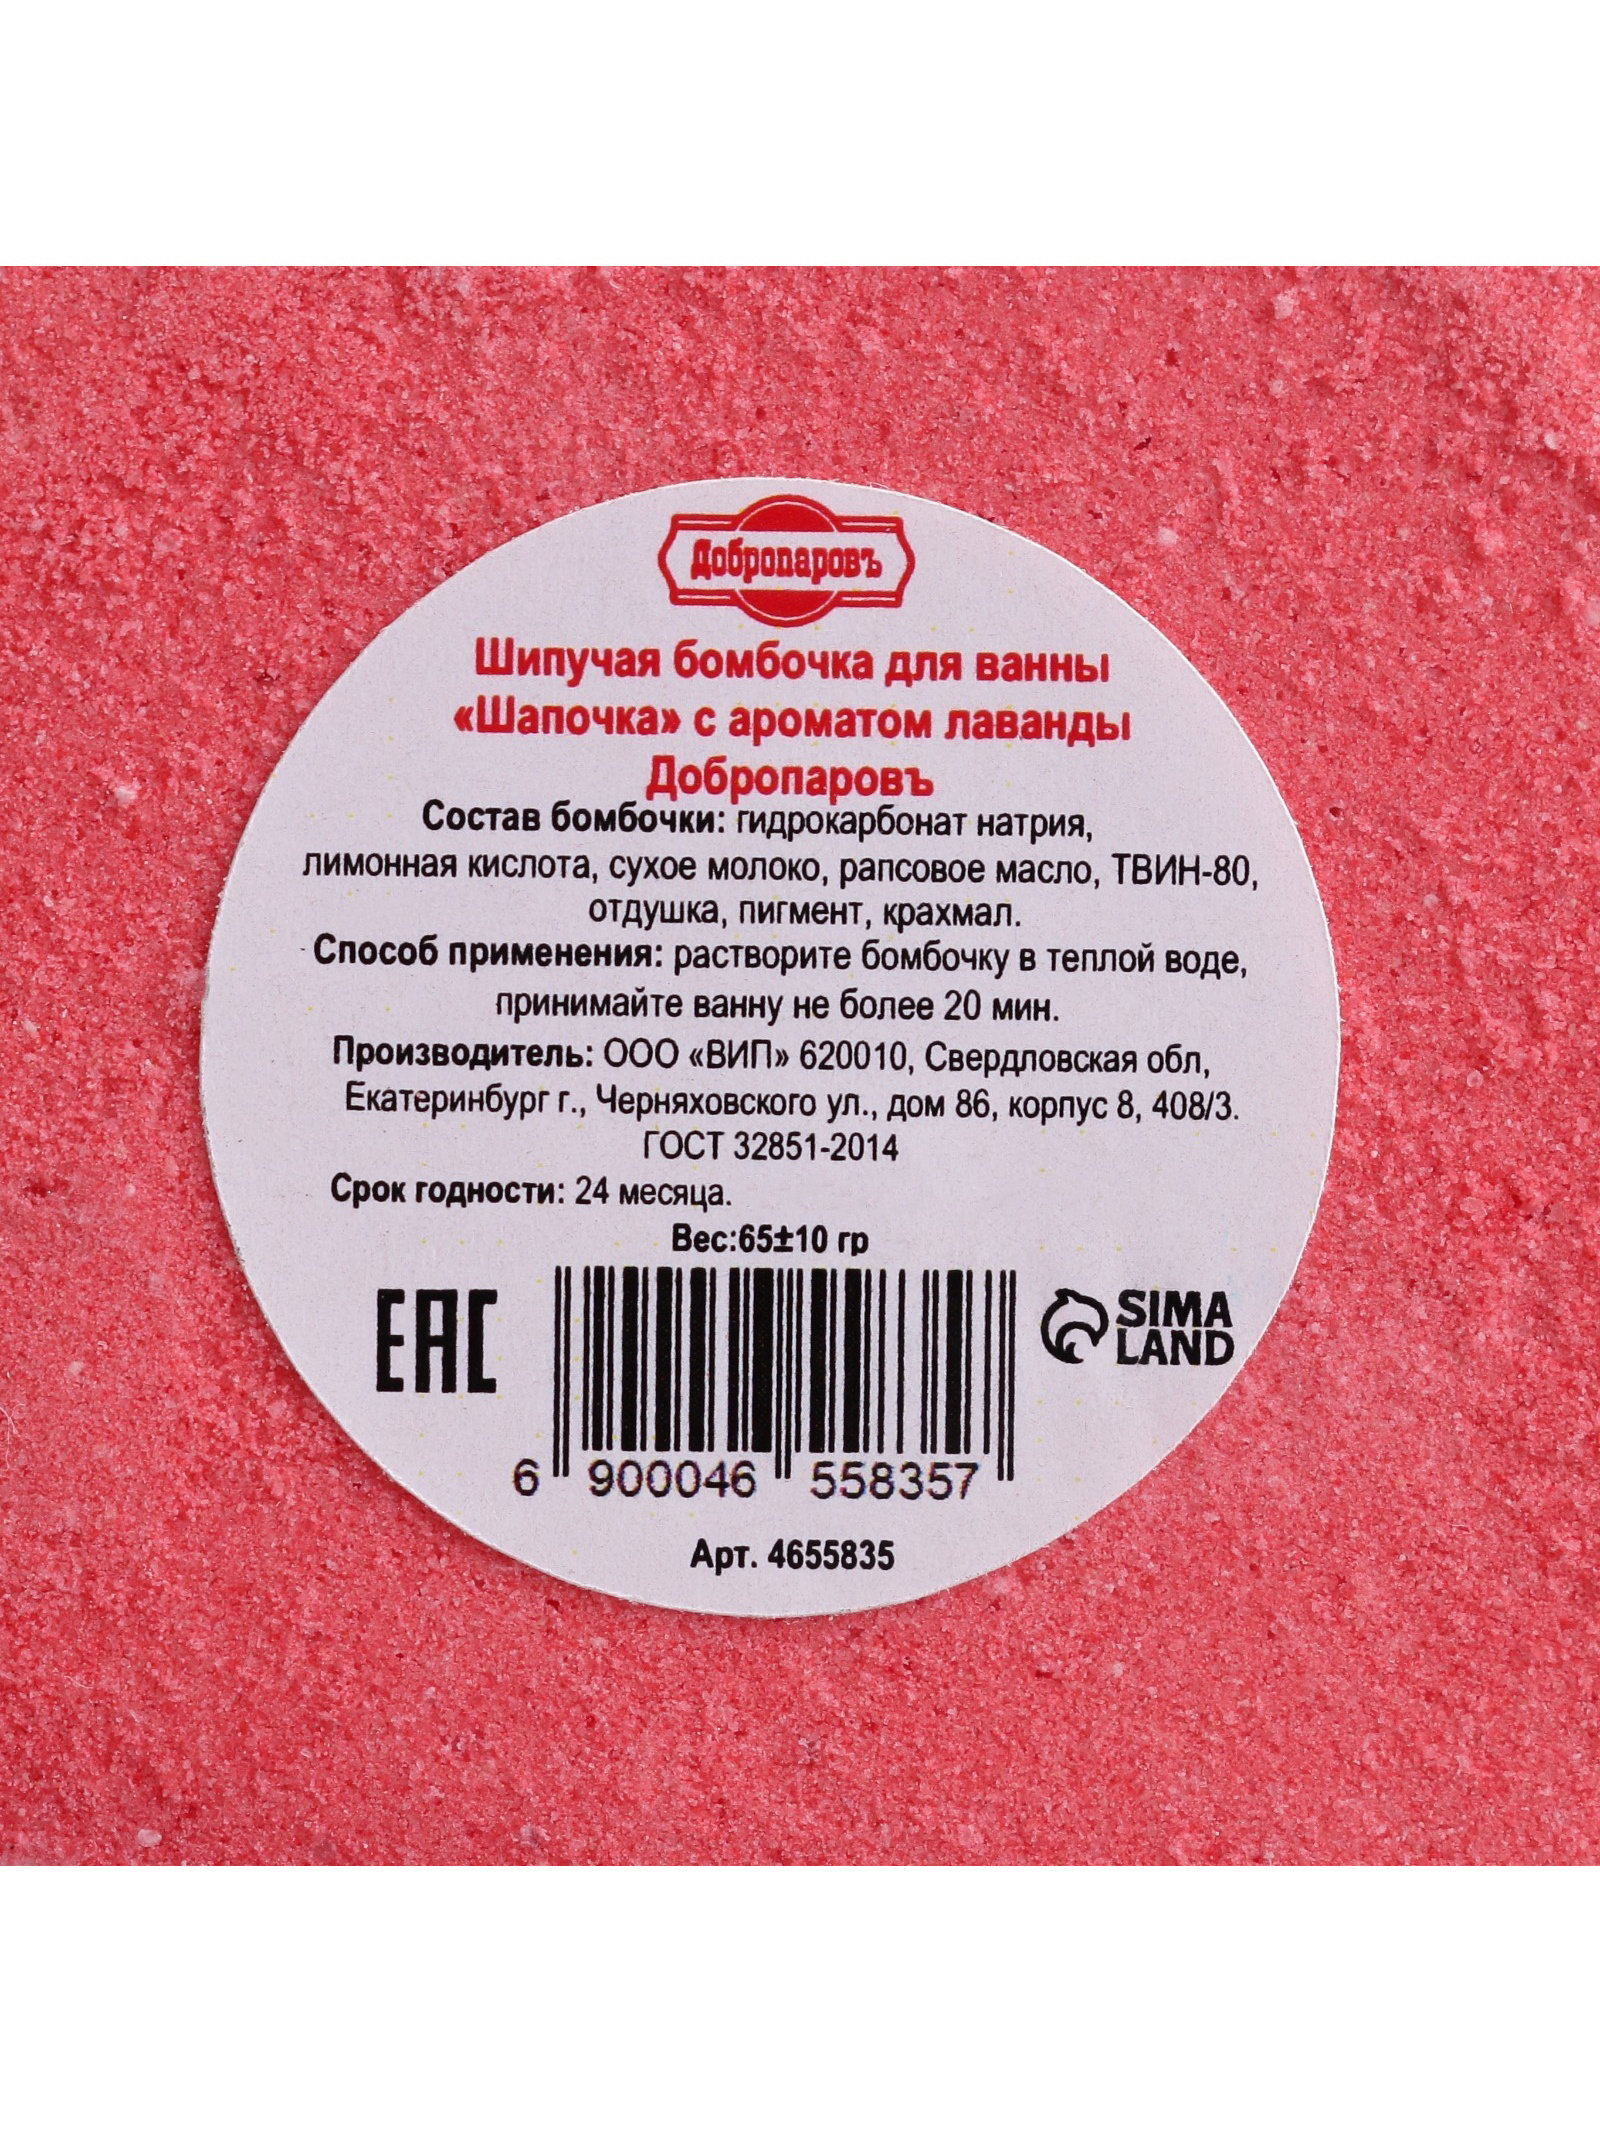 Добропаровъ
Шипучая бомбочка для ванны
«Шапочка» с ароматом лаванды
Добропаровъ
Состав бомбочки: гидрокарбонат натрия,
лимонная кислота, сухое молоко, рапсовое масло, ТВИН-80,
отдушка, пигмент, крахмал.
Способ применения: растворите бомбочку в теплой воде,
принимайте ванну не более 20 мин.
Производитель: ООО «ВИП» 620010, Свердловская обл,
Екатеринбург г., Черняховского ул., дом 86, корпус 8, 408/3.
ГОСТ 32851-2014
Срок годности: 24 месяца.
Вес:65±10 гр
ЕАС
SIMA
LAND
6 900046 558357
Арт. 4655835